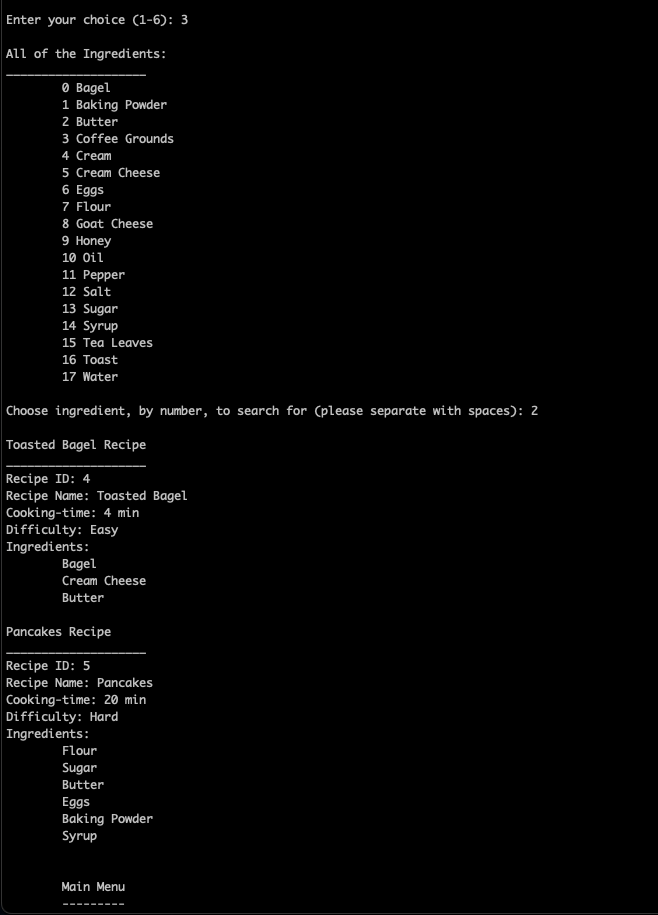 Enter your choice (1-6): 3
All of the Ingredients:
____________________
0 Bagel
1 Baking Powder
2 Butter
3 Coffee Grounds
4 Cream
5 Cream Cheese
6 Eggs
7 Flour
8 Goat Cheese
9 Honey
10 Oil
11 Pepper
12 Salt
13 Sugar
14 Syrup
15 Tea Leaves
16 Toast
17 Water
Choose ingredient, by number, to search for (please separate with spaces): 2
Toasted Bagel Recipe
____________________
Recipe ID: 4
Recipe Name: Toasted Bagel
Cooking-time: 4 min
Difficulty: Easy
Ingredients:
Bagel
Cream Cheese
Butter
Pancakes Recipe
____________________
Recipe ID: 5
Recipe Name: Pancakes
Cooking-time: 20 min
Difficulty: Hard
Ingredients:
Flour
Sugar
Butter
Eggs
Baking Powder
Syrup
Main Menu
---------